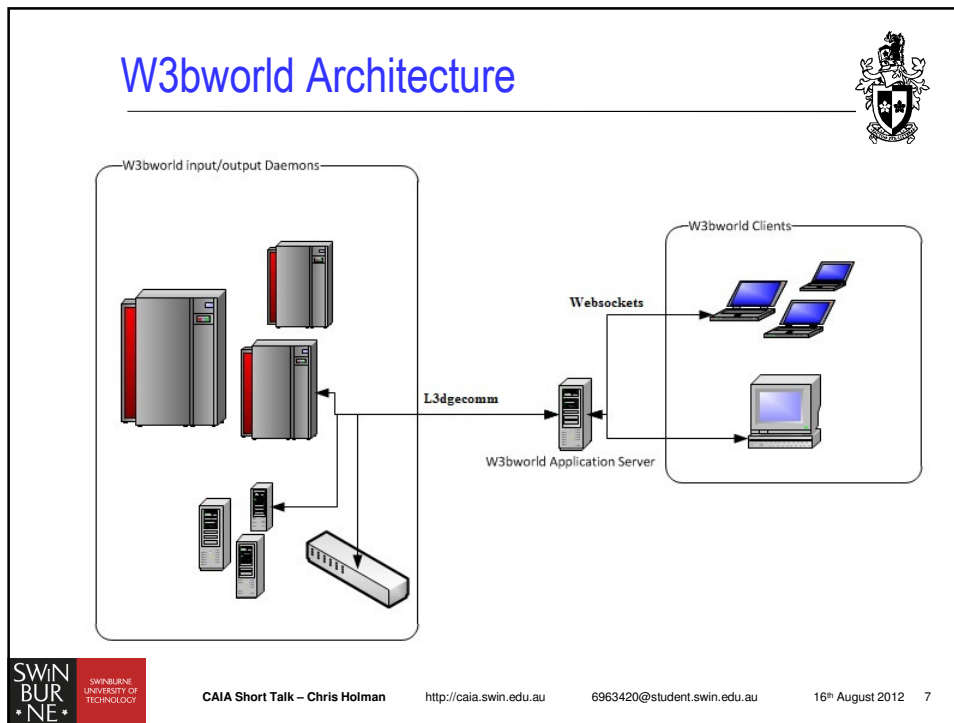 W3bworld Architecture
W3bworld input/output Daemons
W3bworld Clients
Websockets
L3dgecomm
W3bworld Application Server
SWIN
BUR
* NE *
SWINBURNE
UNIVERSITY OF
TECHNOLOGY
CAIA Short Talk – Chris Holman http://caia.swin.edu.au 6963420@student.swin.edu.au 16th August 2012 7